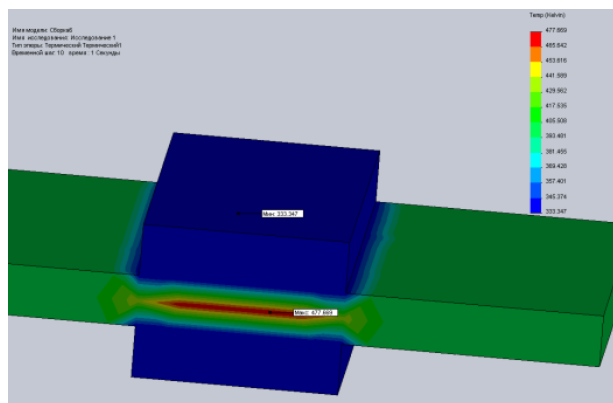 Имя модели: Сборка6
Имя исследования: Исследование 1
Тип эпюры: Термический Термический1
Временной шаг: 10 время : 1 Секунды
Temp (Kelvin)
477.669
465.642
453.616
441.589
429.562
417.535
405.508
393.481
381.455
369.428
357.401
345.374
333.347
Мин: 333.347
Макс: 477.669